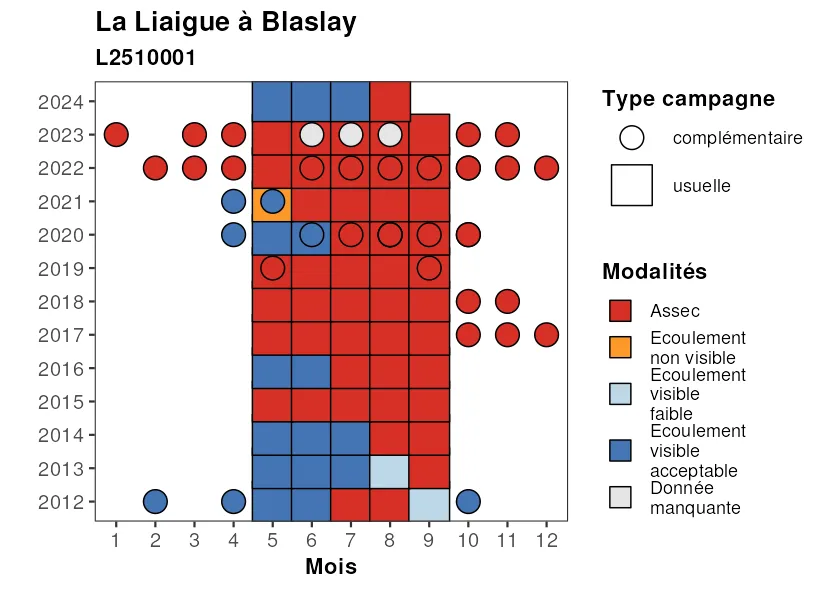 La Liaigue à Blaslay
L2510001
2024
2023
2022
2021
2020
2019
2018
2017
2016
2015
2014
2013
2012
1 2 3 4 5 6 7 8 9 10 11 12
Mois
Type campagne
complémentaire
usuelle
Modalités
Assec
Ecoulement
non visible
Ecoulement
visible
faible
Ecoulement
visible
acceptable
Donnée
manquante